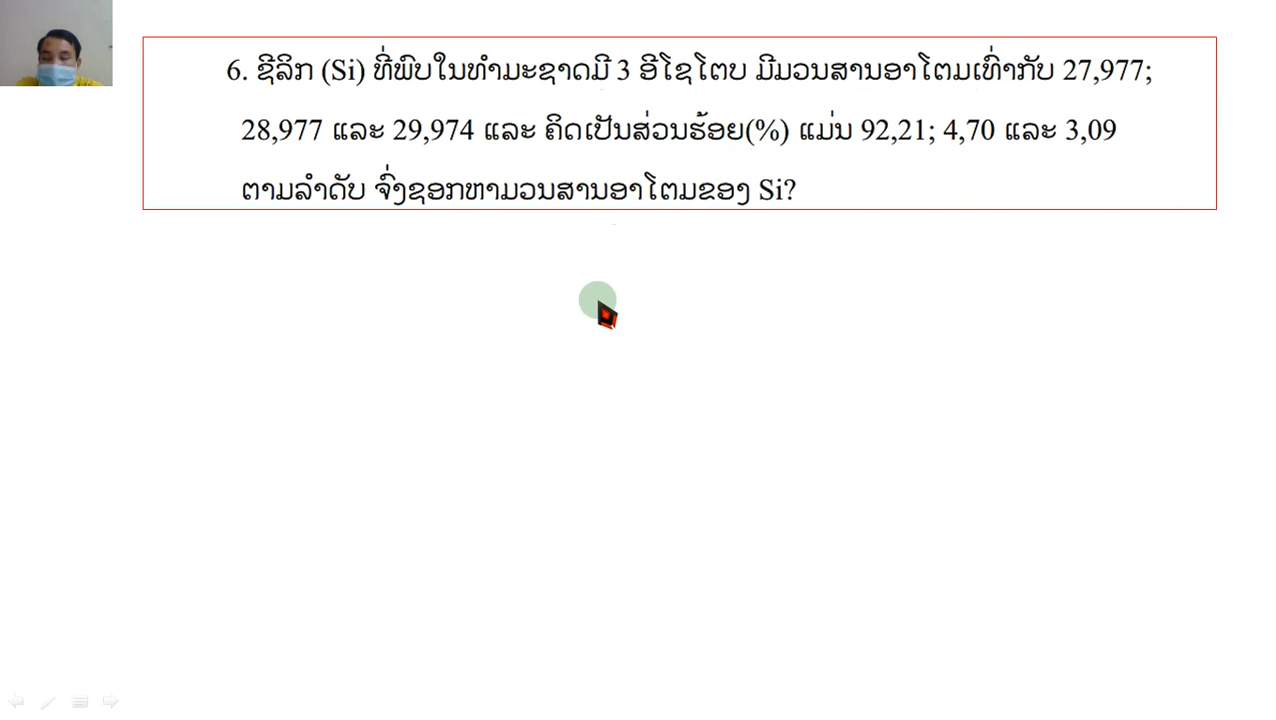 6. ຊີລິກ (Si) ທີ່ພົບໃນທຳມະຊາດມີ 3 ອີໂຊໂຕບ ມີມວນສານອາໂຕມເທົ່າກັບ 27,977;
28,977 ແລະ 29,974 ແລະ ຄິດເປັນສ່ວນຮ້ອຍ(%) ແມ່ນ 92,21; 4,70 ແລະ 3,09
ຕາມລຳດັບ ຈົ່ງຊອກຫາມວນສານອາໂຕມຂອງ Si?